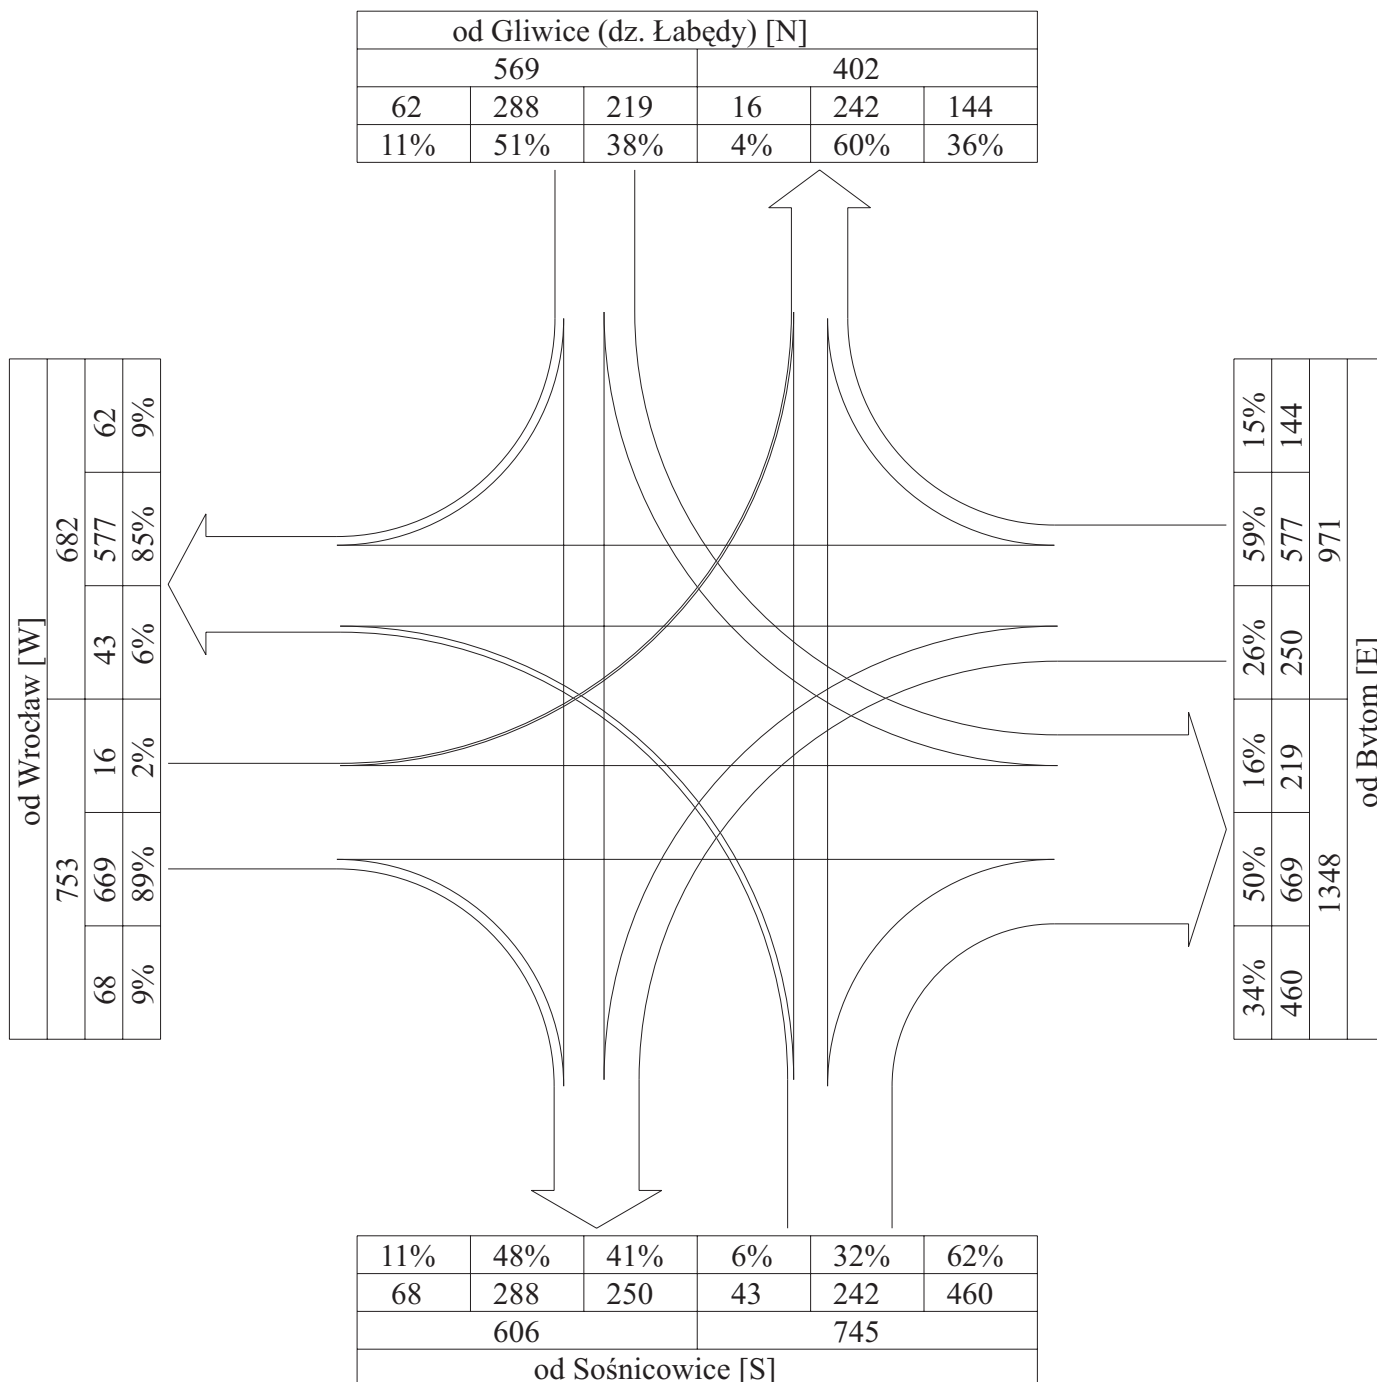 od Gliwice (dz. Łabędy) [N]
569 402
62 288 219 16 242 144
11% 51% 38% 4% 60% 36%
od Wrocław [W]
753 682
68 669 16 43 577 62
9% 89% 2% 6% 85% 9%
34% 50% 16% 26% 59% 15%
460 669 219 250 577 144
1348 971
od Bytom [E]
11% 48% 41% 6% 32% 62%
68 288 250 43 242 460
606 745
od Sośnicowice [S]